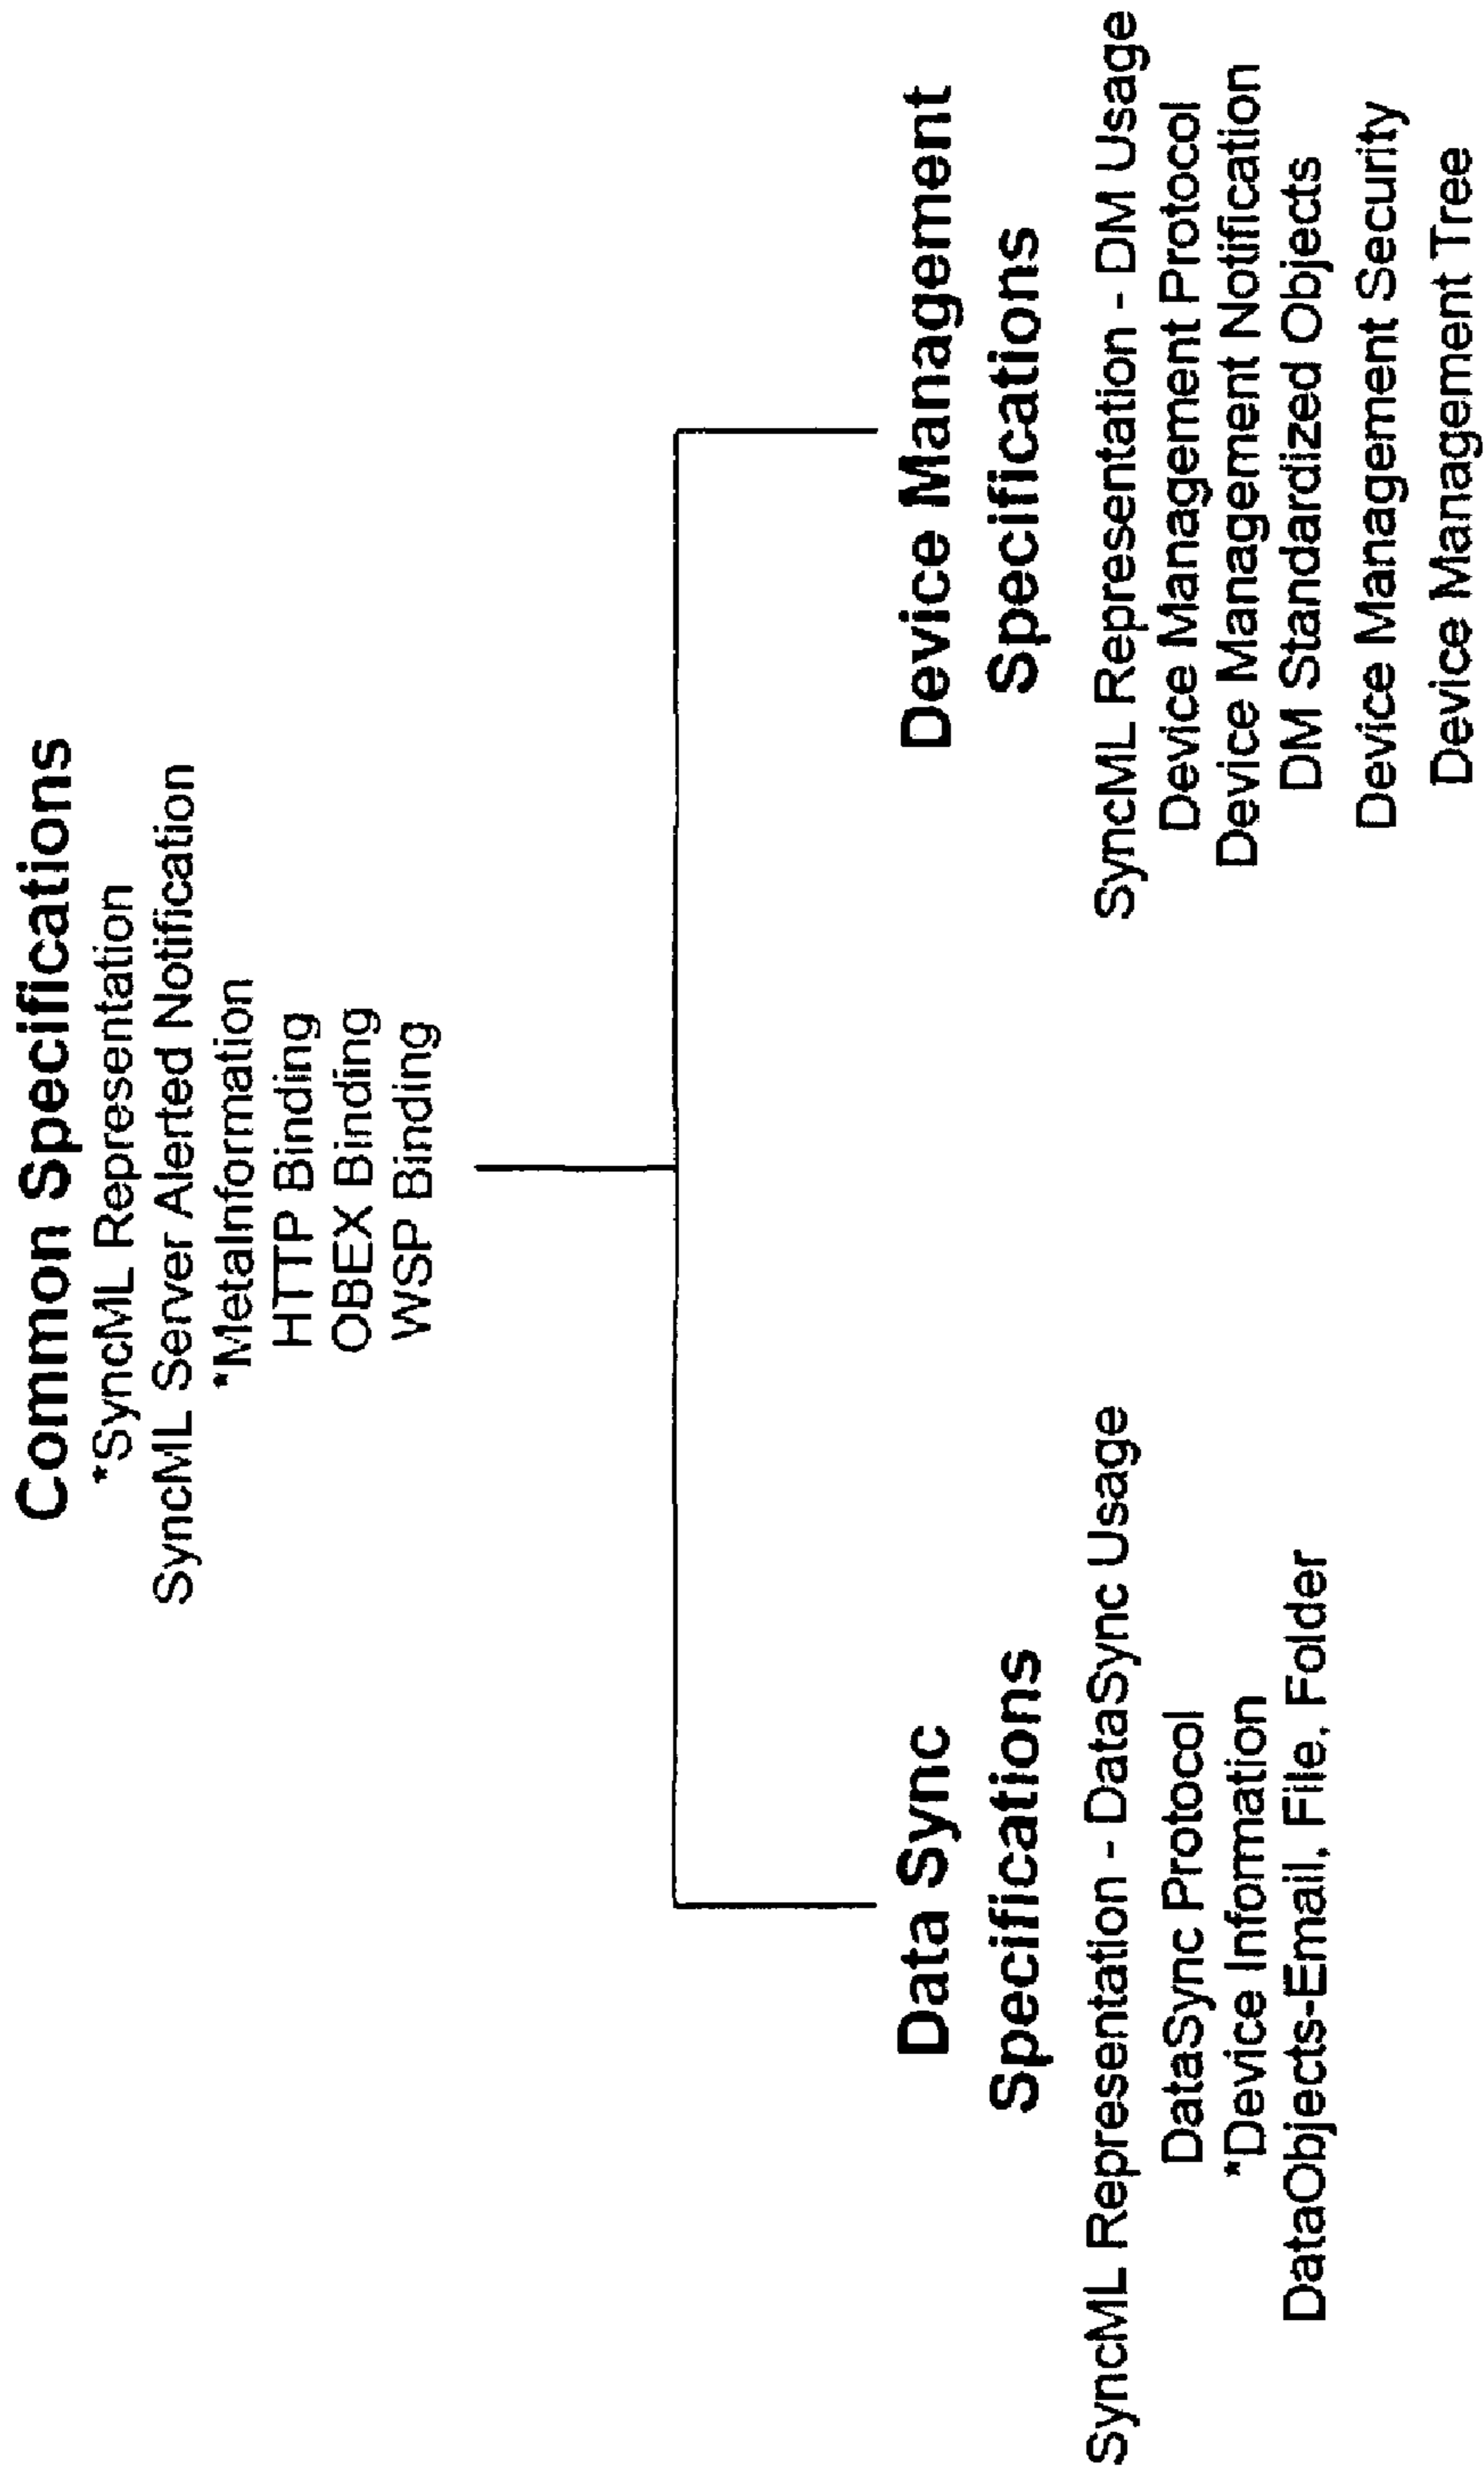 Common Specifications
*SyncML Representation
SyncML Server Alerted Notification
*MetaInformation
HTTP Binding
OBEX Binding
WSP Binding
Data Sync
Specifications
SyncML Representation - DataSync Usage
DataSync Protocol
*Device Information
DataObjects-Email, File, Folder
Device Management
Specifications
SyncML Representation - DM Usage
Device Management Protocol
Device Management Notification
DM Standardized Objects
Device Management Security
Device Management Tree